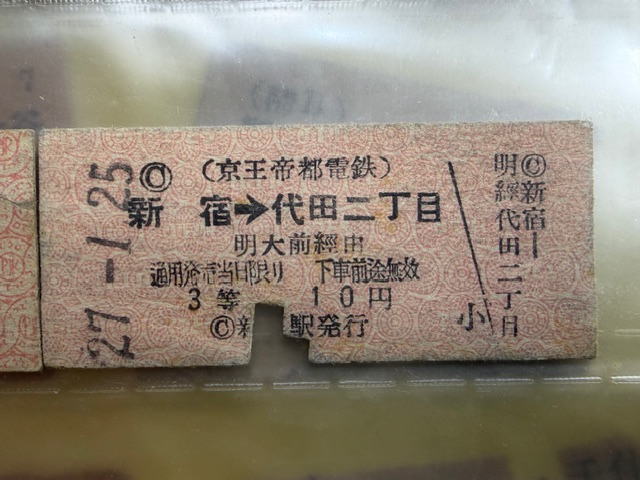 27 -1.25
Ⓒ (京王帝都電鉄)
新宿➔代田二丁目
明大前經由
通用発売当日限り 下車前途無効
3等 10円
Ⓒ新 駅発行
小
Ⓒ新宿―
明經代田二丁目